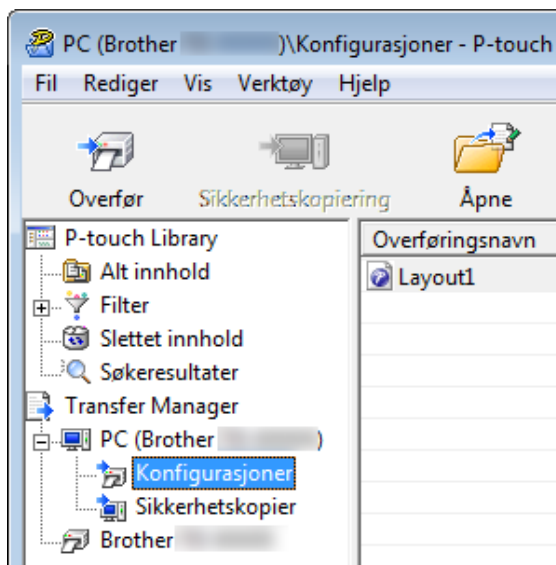 PC (Brother )\Konfigurasjoner - P-touch
Fil Rediger Vis Verktøy Hjelp
Overfør Sikkerhetskopiering Åpne
P-touch Library
Alt innhold
Filter
Slettet innhold
Søkeresultater
Transfer Manager
PC (Brother )
Konfigurasjoner
Sikkerhetskopier
Brother
Overføringsnavn
Layout1